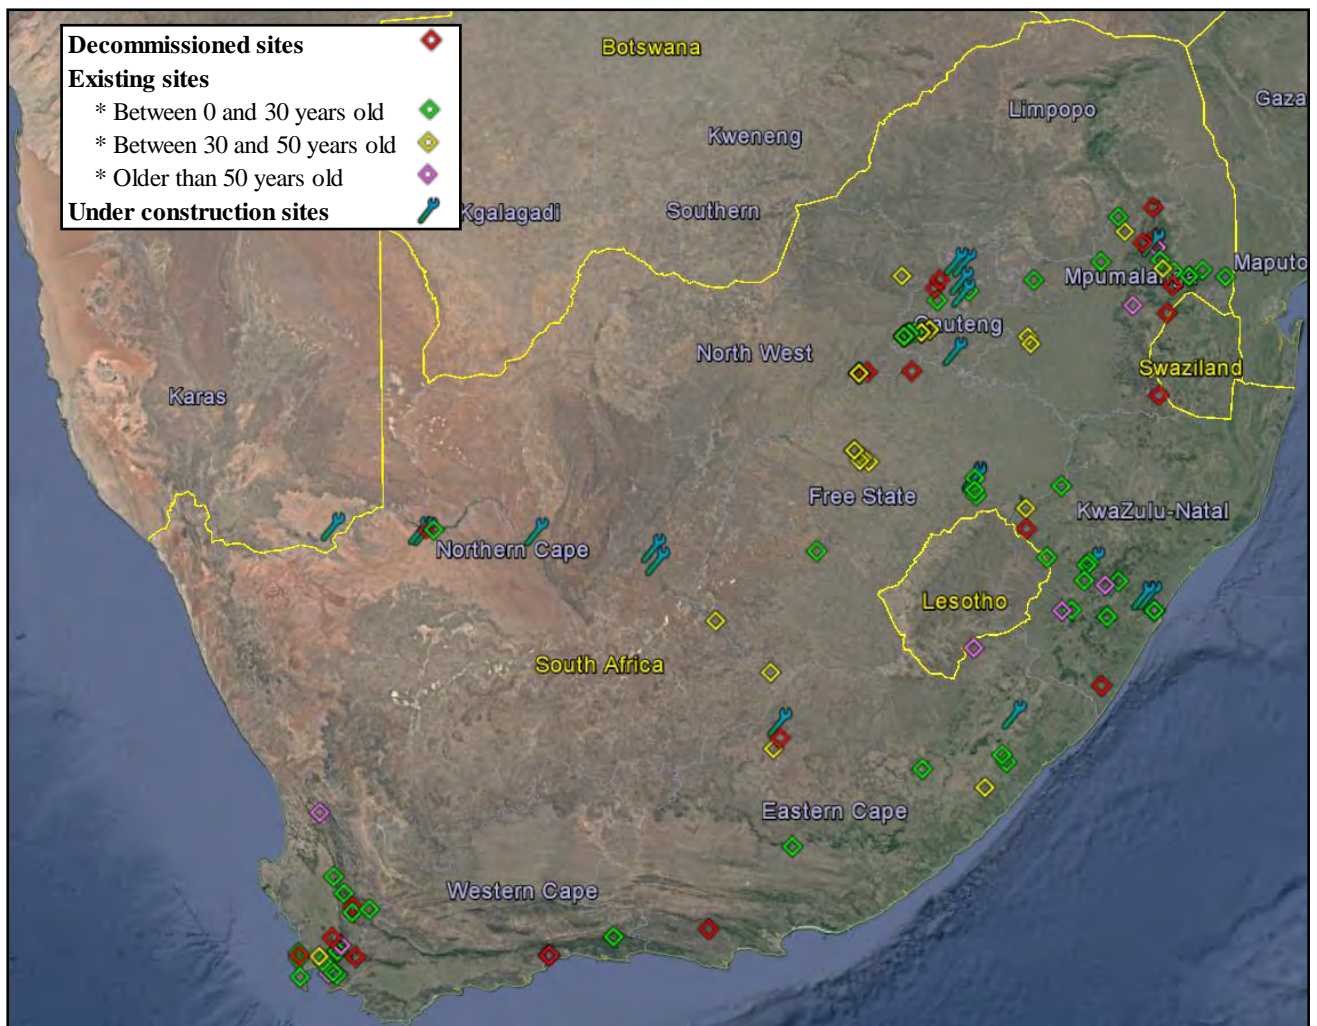 Decommissioned sites
Existing sites
* Between 0 and 30 years old
* Between 30 and 50 years old
* Older than 50 years old
Under construction sites
Botswana
Limpopo
Gaza
Kweneng
Kgalagadi
Southern
Maputo
Mpumalanga
Gauteng
North West
Swaziland
Karas
Free State
KwaZulu-Natal
Northern Cape
Lesotho
South Africa
Eastern Cape
Western Cape